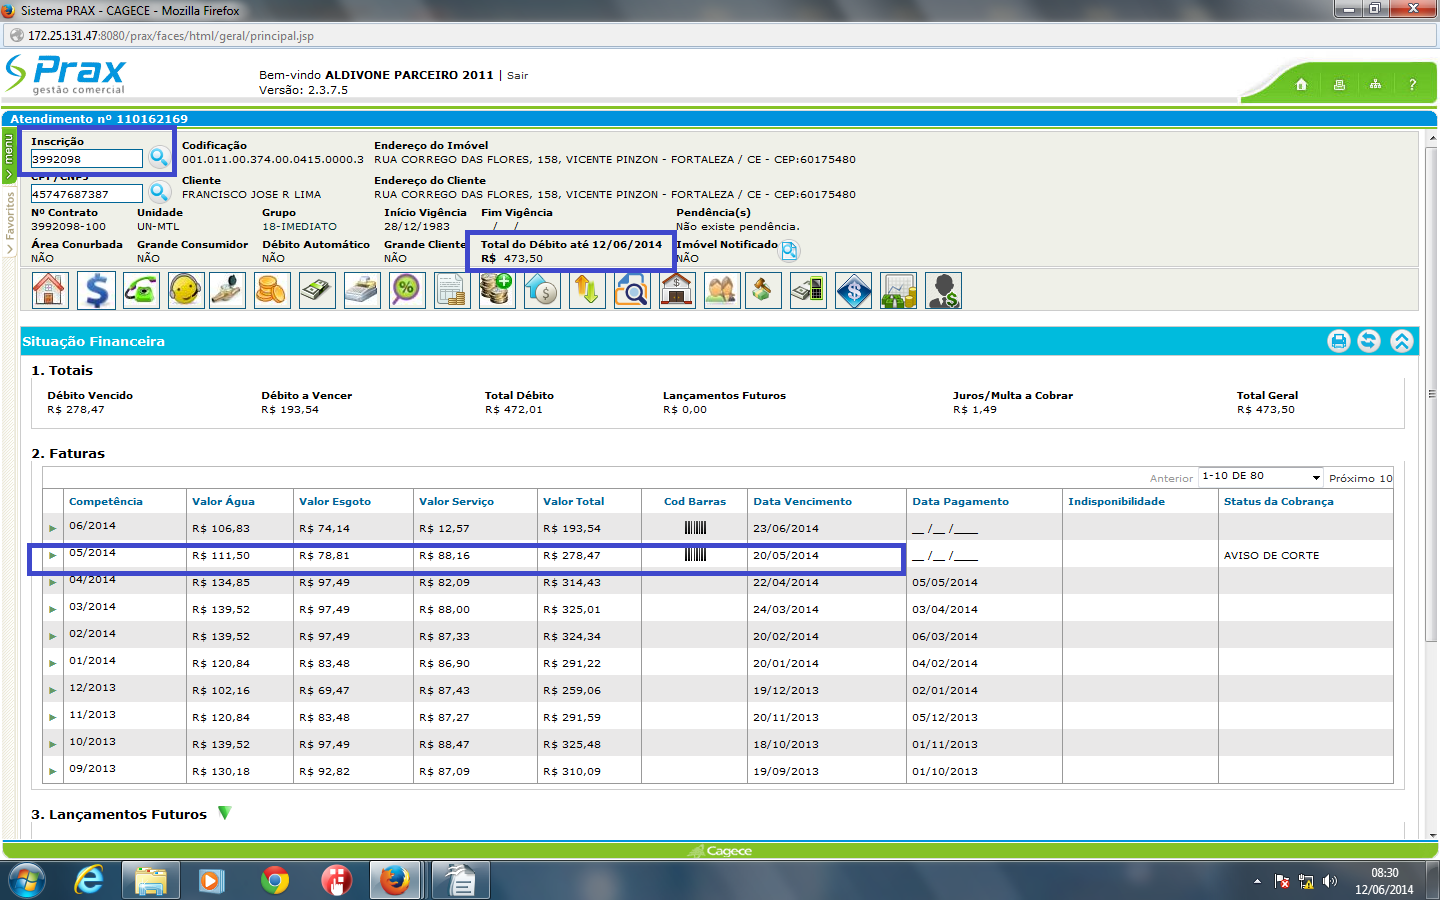 Sistema PRAX - CAGECE - Mozilla Firefox
172.25.131.47:8080/prax/faces/html/geral/principal.jsp
Prax
gestão comercial
Bem-vindo ALDIVONE PARCEIRO 2011 | Sair
Versão: 2.3.7.5
?
Atendimento nº 110162169
menu
Favoritos
Inscrição
3992098
Codificação
001.011.00.374.00.0415.0000.3
Endereço do Imóvel
RUA CORREGO DAS FLORES, 158, VICENTE PINZON - FORTALEZA / CE - CEP:60175480
CPF/CNPJ
45747687387
Cliente
FRANCISCO JOSE R LIMA
Endereço do Cliente
RUA CORREGO DAS FLORES, 158, VICENTE PINZON - FORTALEZA / CE - CEP:60175480
Nº Contrato Unidade Grupo Início Vigência Fim Vigência Pendência(s)
3992098-100 UN-MTL 18-IMEDIATO 28/12/1983 __/__/____ Não existe pendência.
Área Conurbada Grande Consumidor Débito Automático Grande Cliente Total do Débito até 12/06/2014 Imóvel Notificado
NÃO NÃO NÃO NÃO R$ 473,50 NÃO
Situação Financeira
1. Totais
Débito Vencido Débito a Vencer Total Débito Lançamentos Futuros Juros/Multa a Cobrar Total Geral
R$ 278,47 R$ 193,54 R$ 472,01 R$ 0,00 R$ 1,49 R$ 473,50
2. Faturas
Anterior 1-10 DE 80 Próximo 10
Competência Valor Água Valor Esgoto Valor Serviço Valor Total Cod Barras Data Vencimento Data Pagamento Indisponibilidade Status da Cobrança
06/2014 R$ 106,83 R$ 74,14 R$ 12,57 R$ 193,54 23/06/2014 __ /__ /____
05/2014 R$ 111,50 R$ 78,81 R$ 88,16 R$ 278,47 20/05/2014 __ /__ /____ AVISO DE CORTE
04/2014 R$ 134,85 R$ 97,49 R$ 82,09 R$ 314,43 22/04/2014 05/05/2014
03/2014 R$ 139,52 R$ 97,49 R$ 88,00 R$ 325,01 24/03/2014 03/04/2014
02/2014 R$ 139,52 R$ 97,49 R$ 87,33 R$ 324,34 20/02/2014 06/03/2014
01/2014 R$ 120,84 R$ 83,48 R$ 86,90 R$ 291,22 20/01/2014 04/02/2014
12/2013 R$ 102,16 R$ 69,47 R$ 87,43 R$ 259,06 19/12/2013 02/01/2014
11/2013 R$ 120,84 R$ 83,48 R$ 87,27 R$ 291,59 20/11/2013 05/12/2013
10/2013 R$ 139,52 R$ 97,49 R$ 88,47 R$ 325,48 18/10/2013 01/11/2013
09/2013 R$ 130,18 R$ 92,82 R$ 87,09 R$ 310,09 19/09/2013 01/10/2013
3. Lançamentos Futuros
Cagece
08:30
12/06/2014